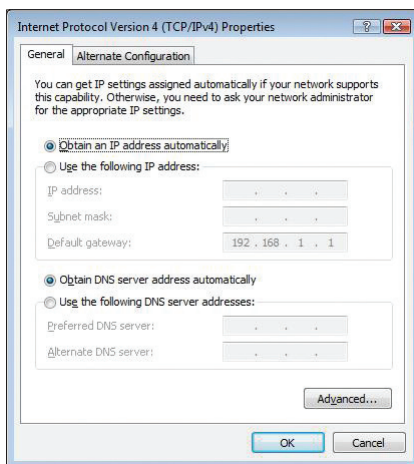 Internet Protocol Version 4 (TCP/IPv4) Properties
General
Alternate Configuration
You can get IP settings assigned automatically if your network supports
this capability. Otherwise, you need to ask your network administrator
for the appropriate IP settings.
Obtain an IP address automatically
Use the following IP address:
IP address: . . .
Subnet mask: . . .
Default gateway: 192 . 168 . 1 . 1
Obtain DNS server address automatically
Use the following DNS server addresses:
Preferred DNS server: . . .
Alternate DNS server: . . .
Advanced...
OK
Cancel